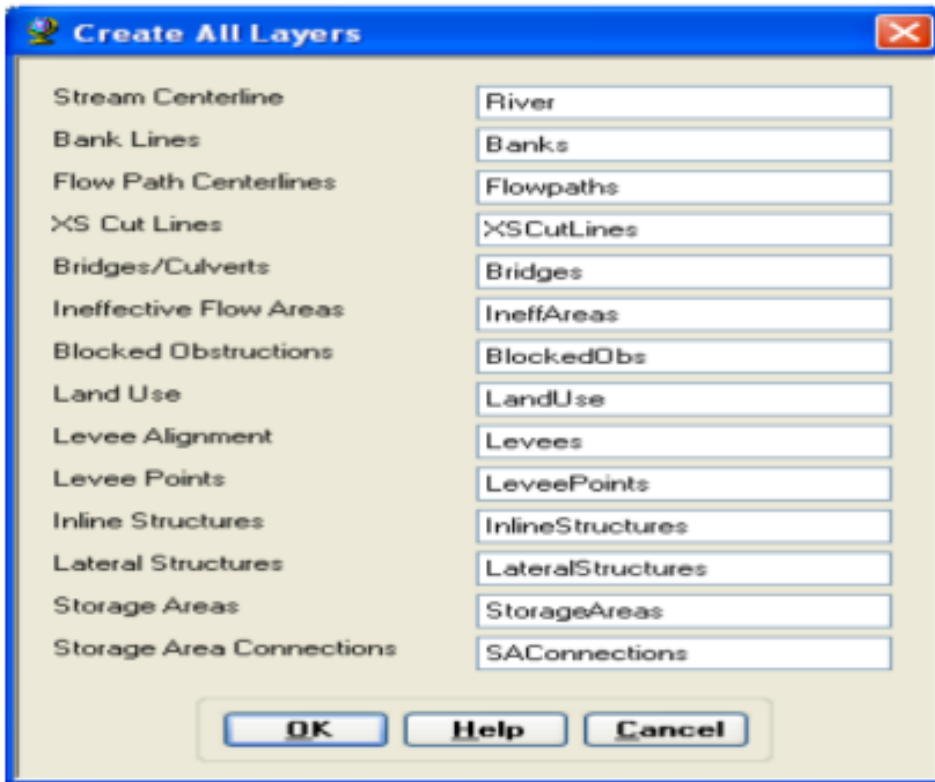 Create All Layers
Stream Centerline River
Bank Lines Banks
Flow Path Centerlines Flowpaths
XS Cut Lines XSCutLines
Bridges/Culverts Bridges
Ineffective Flow Areas IneffAreas
Blocked Obstructions BlockedObs
Land Use LandUse
Levee Alignment Levees
Levee Points LeveePoints
Inline Structures InlineStructures
Lateral Structures LateralStructures
Storage Areas StorageAreas
Storage Area Connections SAConnections
OK Help Cancel